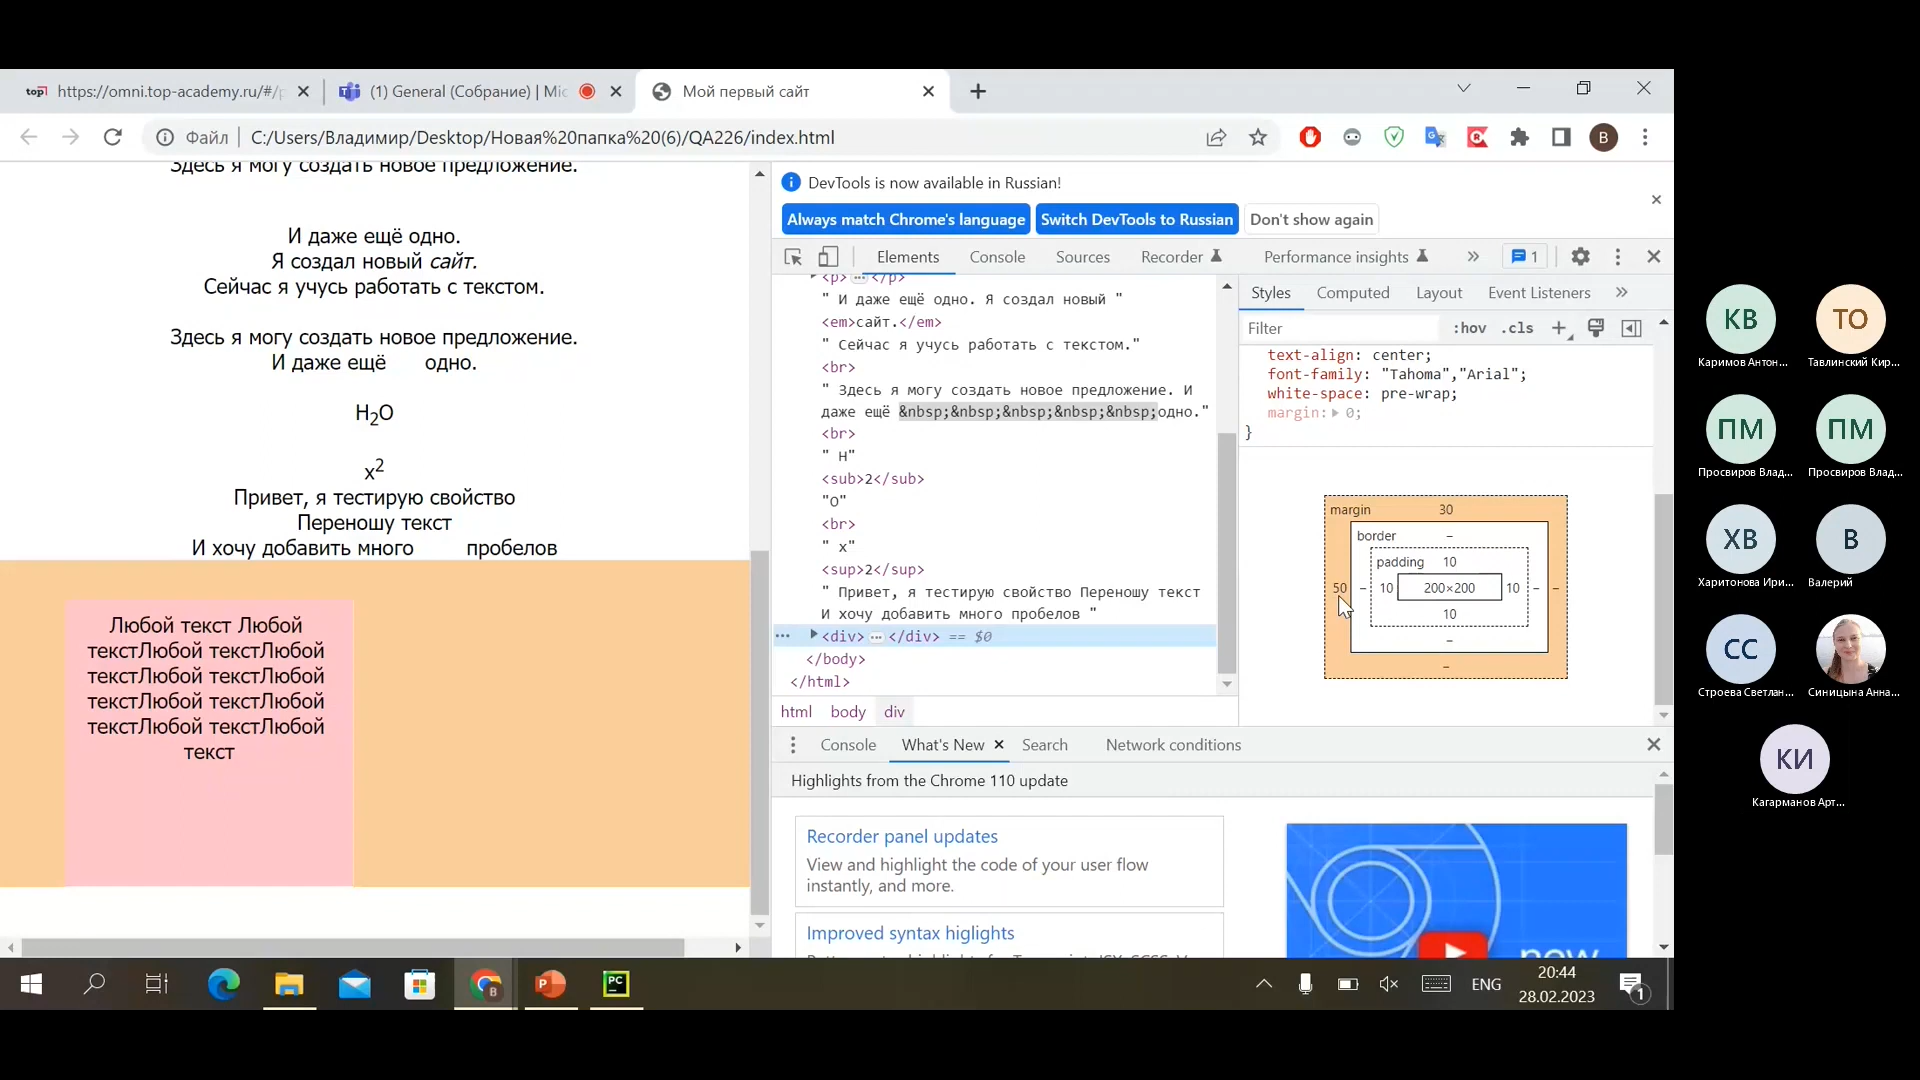 top
https://omni.top-academy.ru/#/
(1) General (Собрание) | Mic
Мой первый сайт
Файл
C:/Users/Владимир/Desktop/Новая%20папка%20(6)/QA226/index.html
B
Здесь я могу создать новое предложение.
И даже ещё одно.
Я создал новый сайт.
Сейчас я учусь работать с текстом.
Здесь я могу создать новое предложение.
И даже ещё одно.
H2O
x2
Привет, я тестирую свойство
Переношу текст
И хочу добавить много пробелов
Любой текст Любой
текстЛюбой текстЛюбой
текстЛюбой текстЛюбой
текстЛюбой текстЛюбой
текстЛюбой текстЛюбой
текст
DevTools is now available in Russian!
Always match Chrome's language
Switch DevTools to Russian
Don't show again
Elements
Console
Sources
Recorder
Performance insights
1
<p> … </p>
" И даже ещё одно. Я создал новый "
<em>сайт.</em>
" Сейчас я учусь работать с текстом."
<br>
" Здесь я могу создать новое предложение. И
даже ещё &nbsp;&nbsp;&nbsp;&nbsp;&nbsp;одно."
<br>
" H"
<sub>2</sub>
"O"
<br>
" x"
<sup>2</sup>
" Привет, я тестирую свойство Переношу текст
И хочу добавить много пробелов "
<div> … </div> == $0
</body>
</html>
html
body
div
Styles
Computed
Layout
Event Listeners
Filter
:hov
.cls
text-align: center;
font-family: "Tahoma","Arial";
white-space: pre-wrap;
margin: 0;
}
margin
30
border
–
padding
10
50
–
10
200×200
10
–
–
10
–
–
Console
What's New
Search
Network conditions
Highlights from the Chrome 110 update
Recorder panel updates
View and highlight the code of your user flow
instantly, and more.
Improved syntax higlights
new
B
P
PC
ENG
20:44
28.02.2023
1
КВ
Каримов Антон...
ТО
Тавлинский Кир...
ПМ
Просвиров Влад...
ПМ
Просвиров Влад...
ХВ
Харитонова Ири...
В
Валерий
СС
Строева Светлан...
Синицына Анна...
КИ
Кагарманов Арт...